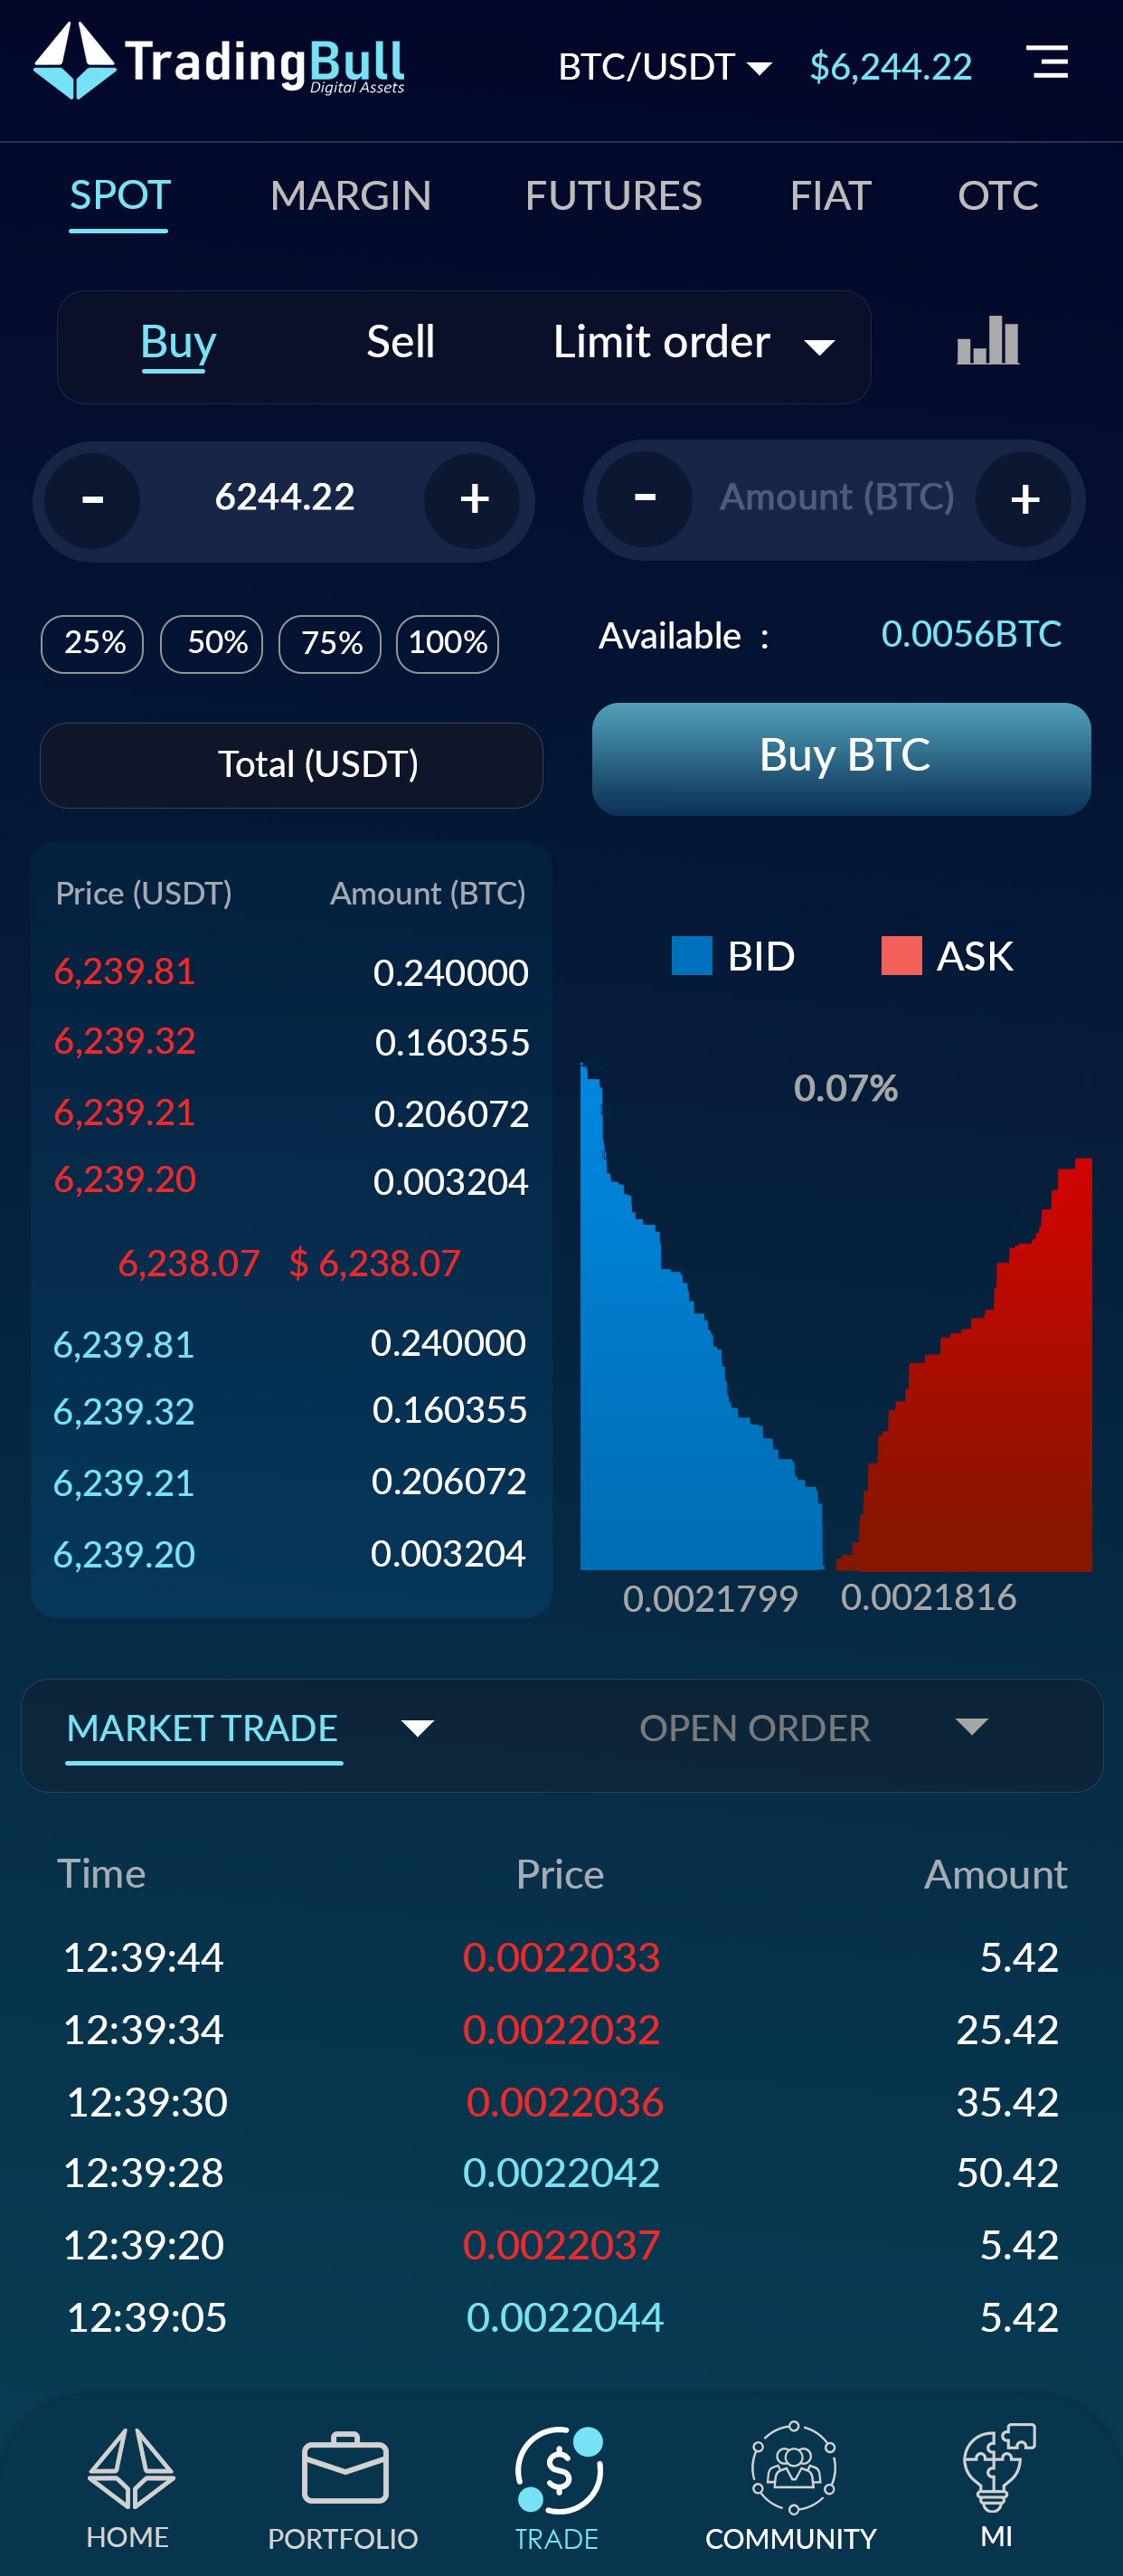 TradingBull
Digital Assets
BTC/USDT $6,244.22
SPOT MARGIN FUTURES FIAT OTC
Buy Sell Limit order
- 6244.22 +
- Amount (BTC) +
25% 50% 75% 100%
Available : 0.0056BTC
Total (USDT)
Buy BTC
Price (USDT) Amount (BTC)
6,239.81 0.240000
6,239.32 0.160355
6,239.21 0.206072
6,239.20 0.003204
6,238.07 $ 6,238.07
6,239.81 0.240000
6,239.32 0.160355
6,239.21 0.206072
6,239.20 0.003204
BID ASK
0.07%
0.0021799 0.0021816
MARKET TRADE OPEN ORDER
Time Price Amount
12:39:44 0.0022033 5.42
12:39:34 0.0022032 25.42
12:39:30 0.0022036 35.42
12:39:28 0.0022042 50.42
12:39:20 0.0022037 5.42
12:39:05 0.0022044 5.42
$
HOME PORTFOLIO TRADE COMMUNITY MI